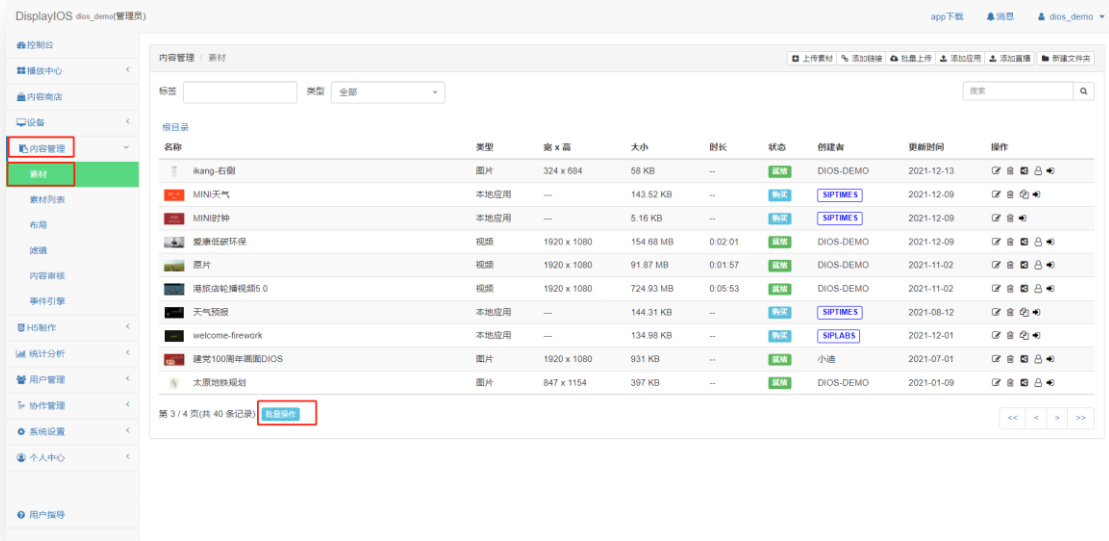 DisplayIOS dios_demo(管理员)
app下载 消息 dios_demo
控制台
播放中心
内容商店
设备
内容管理
素材
素材列表
布局
滤镜
内容审核
事件引擎
H5制作
统计分析
用户管理
协作管理
系统设置
个人中心
用户指导
内容管理 / 素材
上传素材 添加链接 批量上传 添加应用 添加直播 新建文件夹
标签 类型 全部 搜索
根目录
名称 类型 宽 x 高 大小 时长 状态 创建者 更新时间 操作
ikang-右侧 图片 324 x 684 58 KB -- 就绪 DIOS-DEMO 2021-12-13
MINI天气 本地应用 --- 143.52 KB -- 购买 SIPTIMES 2021-12-09
MINI时钟 本地应用 --- 5.16 KB -- 购买 SIPTIMES 2021-12-09
爱康低碳环保 视频 1920 x 1080 154.68 MB 0:02:01 就绪 DIOS-DEMO 2021-12-09
原片 视频 1920 x 1080 91.87 MB 0:01:57 就绪 DIOS-DEMO 2021-11-02
港旅店轮播视频5.0 视频 1920 x 1080 724.93 MB 0:05:53 就绪 DIOS-DEMO 2021-11-02
天气预报 本地应用 --- 144.31 KB -- 购买 SIPTIMES 2021-08-12
welcome-firework 本地应用 --- 134.98 KB -- 购买 SIPLABS 2021-12-01
建党100周年画面DIOS 图片 1920 x 1080 931 KB -- 就绪 小迪 2021-07-01
太原地铁规划 图片 847 x 1154 397 KB -- 就绪 DIOS-DEMO 2021-01-09
第 3 / 4 页(共 40 条记录) 批量操作
<< < > >>